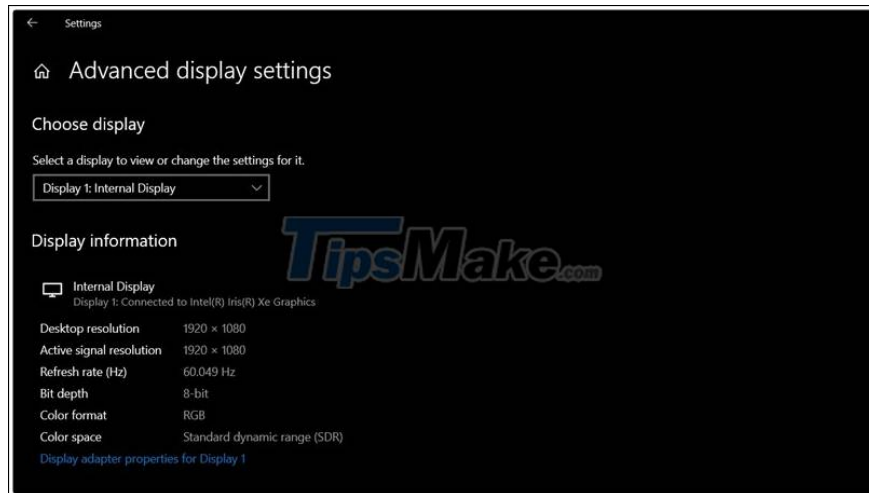 Settings
Advanced display settings
Choose display
Select a display to view or change the settings for it.
Display 1: Internal Display
Display information
TipsMake.com
Internal Display
Display 1: Connected to Intel(R) Iris(R) Xe Graphics
Desktop resolution 1920 × 1080
Active signal resolution 1920 × 1080
Refresh rate (Hz) 60.049 Hz
Bit depth 8-bit
Color format RGB
Color space Standard dynamic range (SDR)
Display adapter properties for Display 1